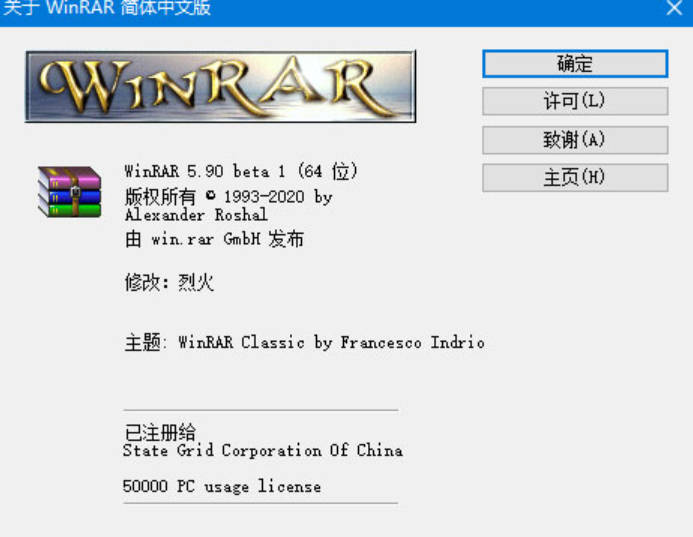 关于 WinRAR 简体中文版
WinRAR
确定
许可(L)
致谢(A)
主页(H)
WinRAR 5.90 beta 1 (64 位)
版权所有 © 1993-2020 by
Alexander Roshal
由 win.rar GmbH 发布
修改: 烈火
主题: WinRAR Classic by Francesco Indrio
已注册给
State Grid Corporation Of China
50000 PC usage license